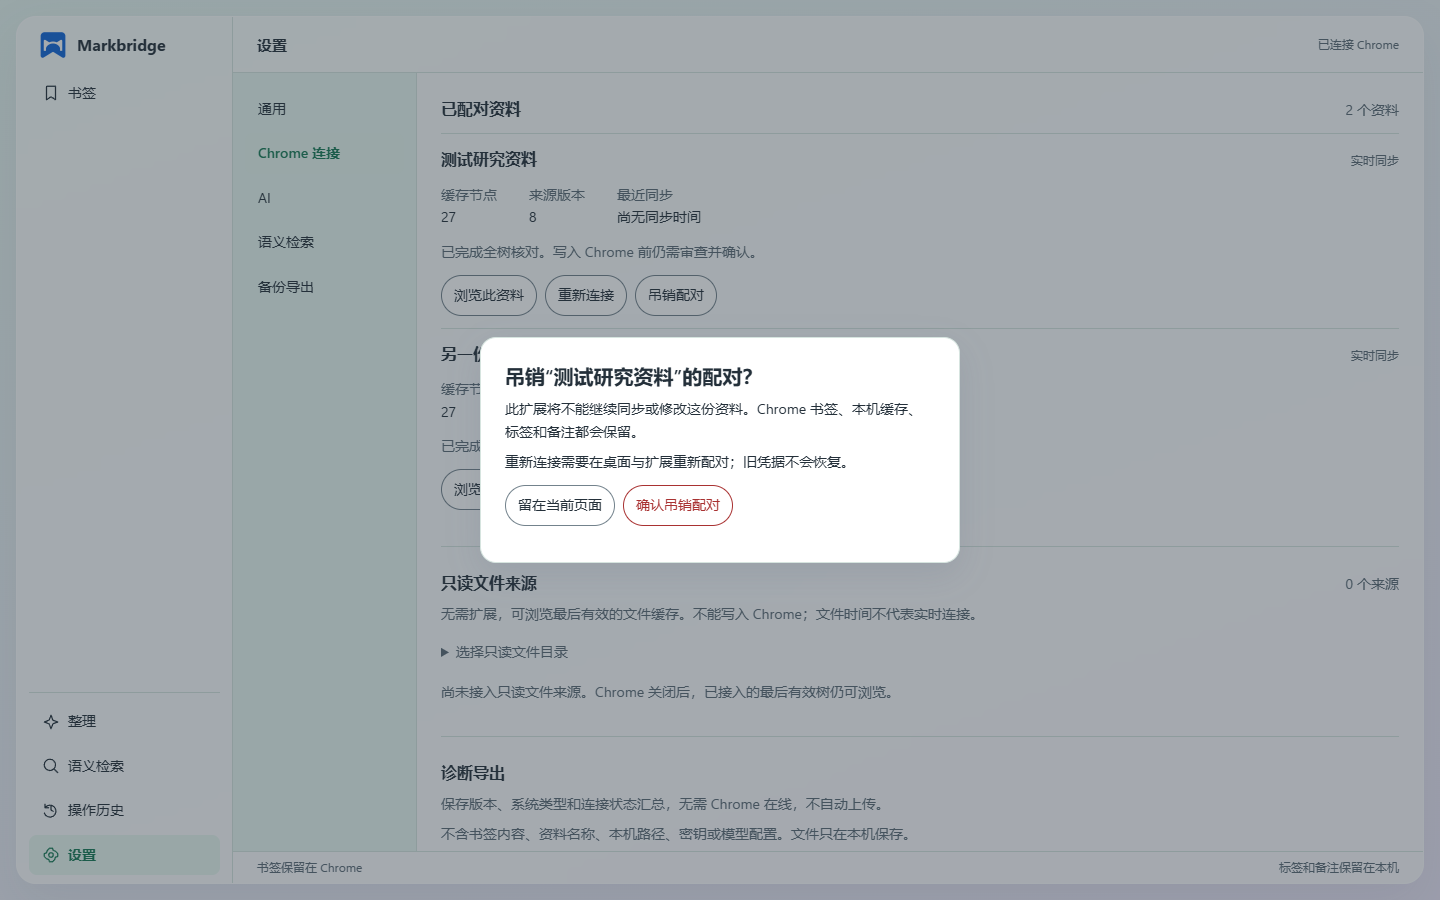 Markbridge
书签
整理
语义检索
操作历史
设置
设置
已连接 Chrome
通用
Chrome 连接
AI
语义检索
备份导出
已配对资料
2 个资料
测试研究资料
实时同步
缓存节点 来源版本 最近同步
27 8 尚无同步时间
已完成全树核对。写入 Chrome 前仍需审查并确认。
浏览此资料 重新连接 吊销配对
另一
实时同步
缓存节
27
已完成
浏览
吊销“测试研究资料”的配对？
此扩展将不能继续同步或修改这份资料。Chrome 书签、本机缓存、
标签和备注都会保留。
重新连接需要在桌面与扩展重新配对；旧凭据不会恢复。
留在当前页面 确认吊销配对
只读文件来源
0 个来源
无需扩展，可浏览最后有效的文件缓存。不能写入 Chrome；文件时间不代表实时连接。
选择只读文件目录
尚未接入只读文件来源。Chrome 关闭后，已接入的最后有效树仍可浏览。
诊断导出
保存版本、系统类型和连接状态汇总，无需 Chrome 在线，不自动上传。
不含书签内容、资料名称、本机路径、密钥或模型配置。文件只在本机保存。
书签保留在 Chrome
标签和备注保留在本机